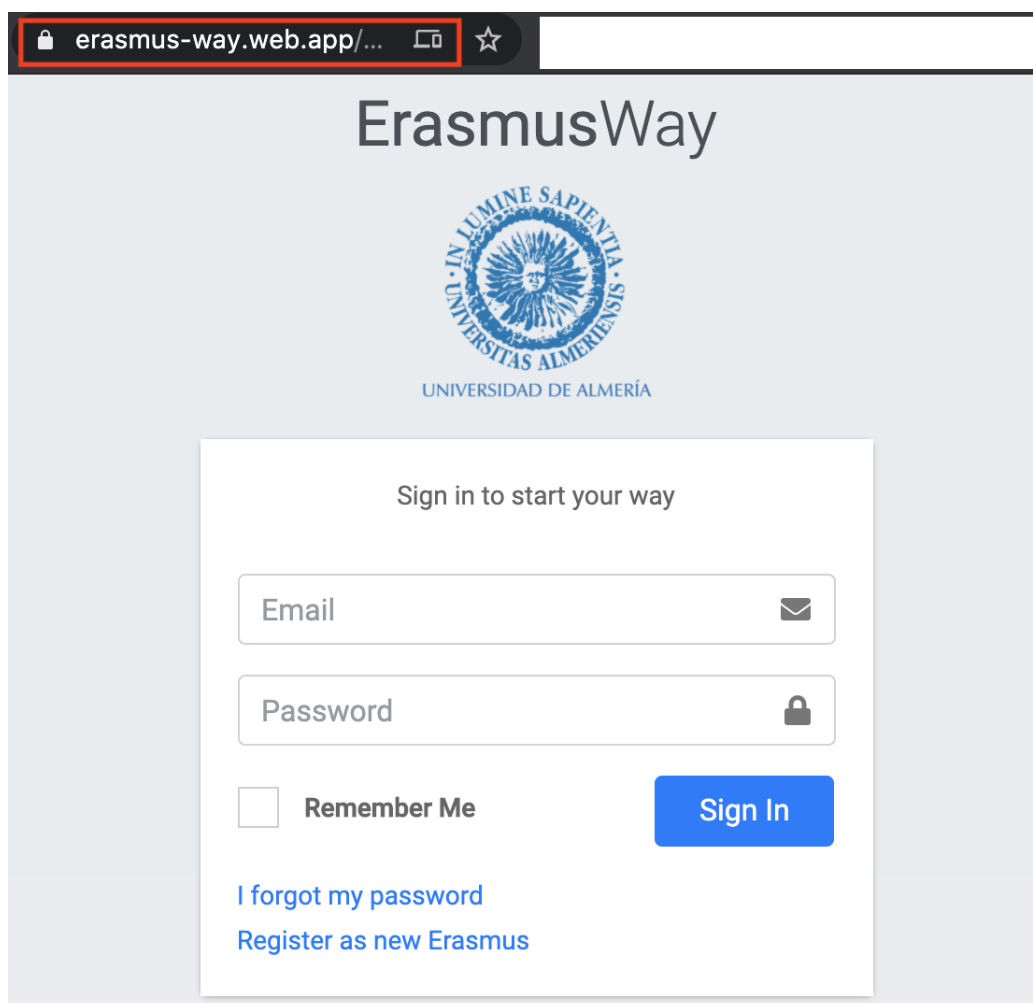 erasmus-way.web.app/...
ErasmusWay
· IN LUMINE SAPIENTIA · UNIVERSITAS ALMERIENSIS
UNIVERSIDAD DE ALMERÍA
Sign in to start your way
Email
Password
Remember Me
Sign In
I forgot my password
Register as new Erasmus